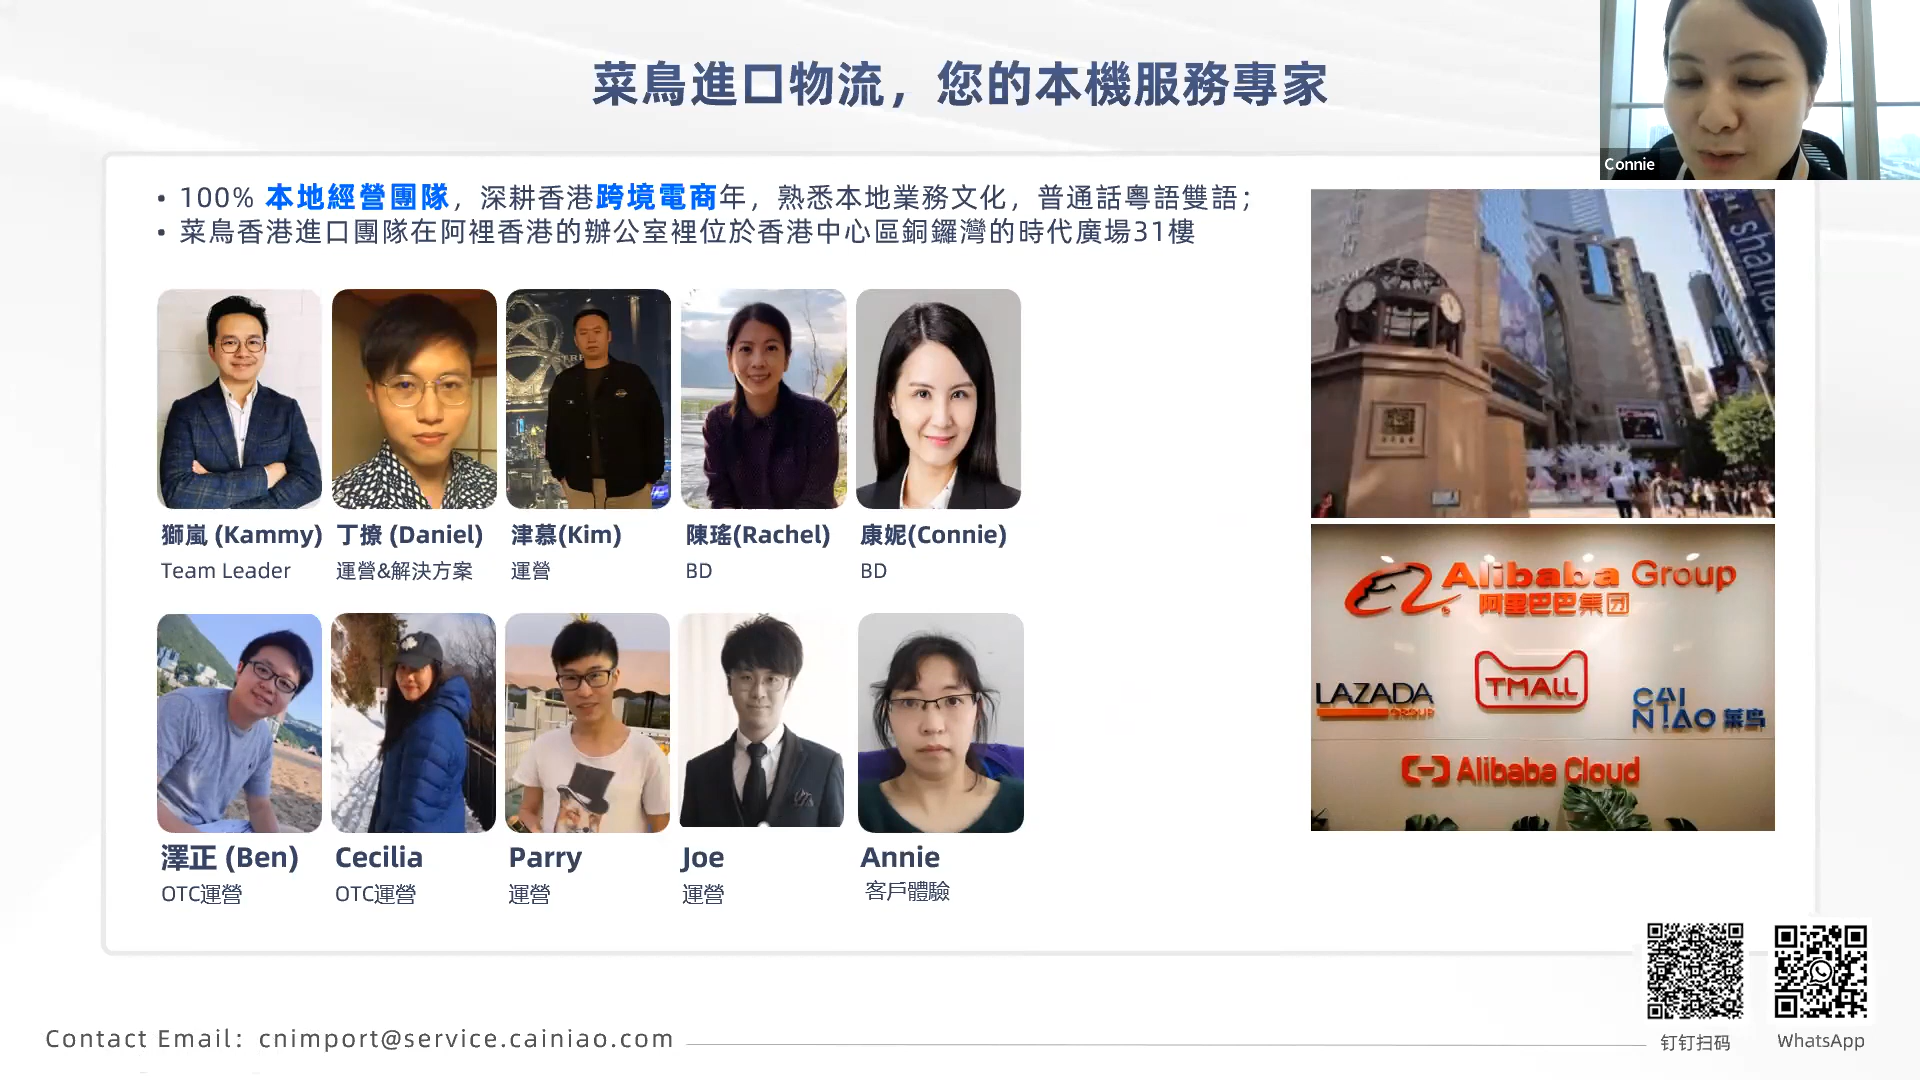 菜鳥進口物流，您的本機服務專家
Connie
• 100% 本地經營團隊，深耕香港跨境電商年，熟悉本地業務文化，普通話粵語雙語；
• 菜鳥香港進口團隊在阿裡香港的辦公室裡位於香港中心區銅鑼灣的時代廣場31樓
獅嵐 (Kammy)
Team Leader
丁撩 (Daniel)
運營&解決方案
津慕(Kim)
運營
陳瑤(Rachel)
BD
康妮(Connie)
BD
澤正 (Ben)
OTC運營
Cecilia
OTC運營
Parry
運營
Joe
運營
Annie
客戶體驗
Alibaba Group
阿里巴巴集团
LAZADA
GROUP
TMALL
CAI
NIAO 菜鸟
Alibaba Cloud
Contact Email：cnimport@service.cainiao.com
钉钉扫码
WhatsApp